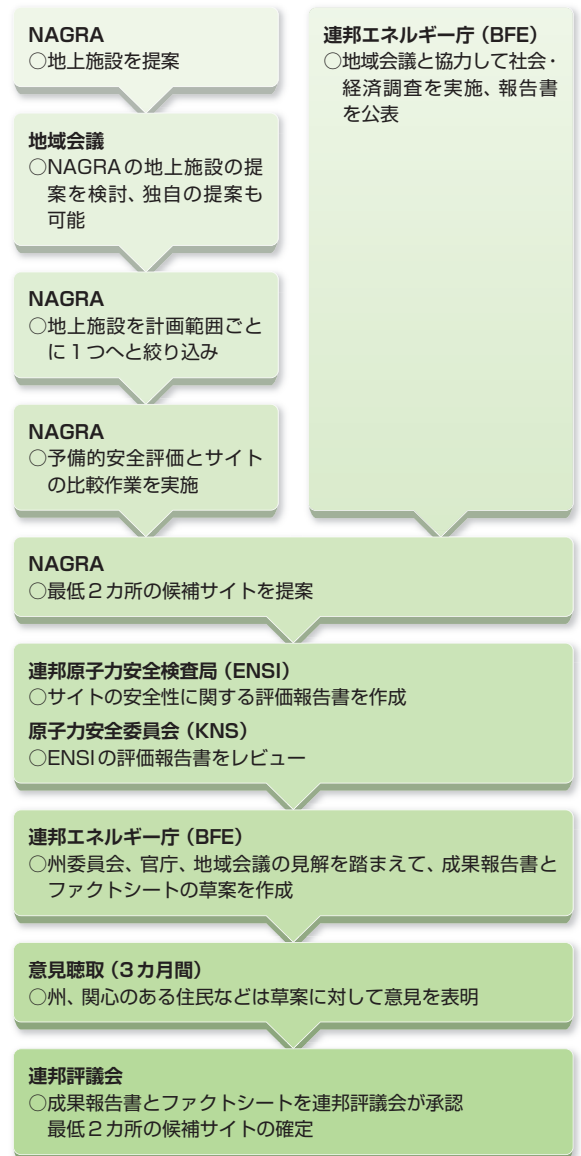 NAGRA
○地上施設を提案
地域会議
○NAGRAの地上施設の提
案を検討、独自の提案も
可能
NAGRA
○地上施設を計画範囲ごと
に1つへと絞り込み
NAGRA
○予備的安全評価とサイト
の比較作業を実施
連邦エネルギー庁（BFE）
○地域会議と協力して社会・
経済調査を実施、報告書
を公表
NAGRA
○最低2カ所の候補サイトを提案
連邦原子力安全検査局（ENSI）
○サイトの安全性に関する評価報告書を作成
原子力安全委員会（KNS）
○ENSIの評価報告書をレビュー
連邦エネルギー庁（BFE）
○州委員会、官庁、地域会議の見解を踏まえて、成果報告書と
ファクトシートの草案を作成
意見聴取（3カ月間）
○州、関心のある住民などは草案に対して意見を表明
連邦評議会
○成果報告書とファクトシートを連邦評議会が承認
最低2カ所の候補サイトの確定